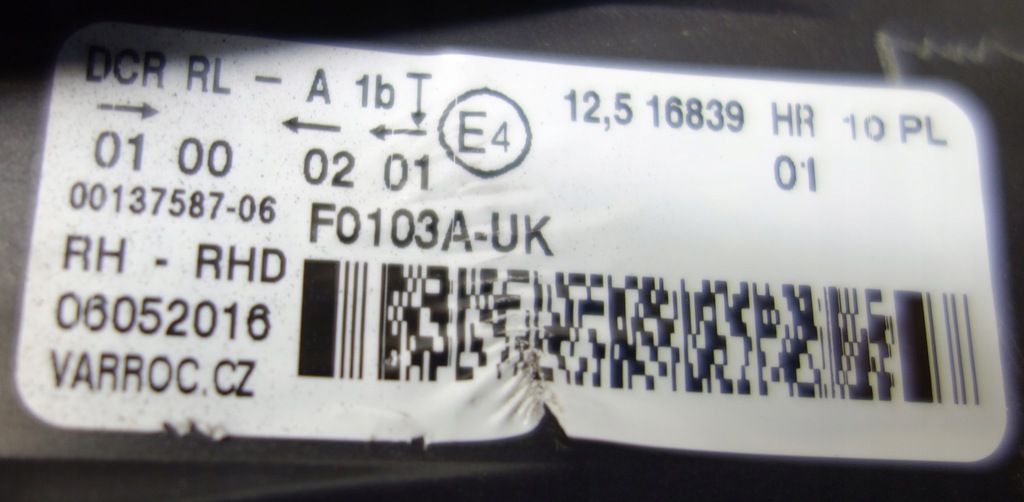 DCR RL - A 1b E4 12,5 16839 HR 10 PL
01 00 02 01 01
00137587-06 F0103A-UK
RH - RHD
06052016
VARROC.CZ